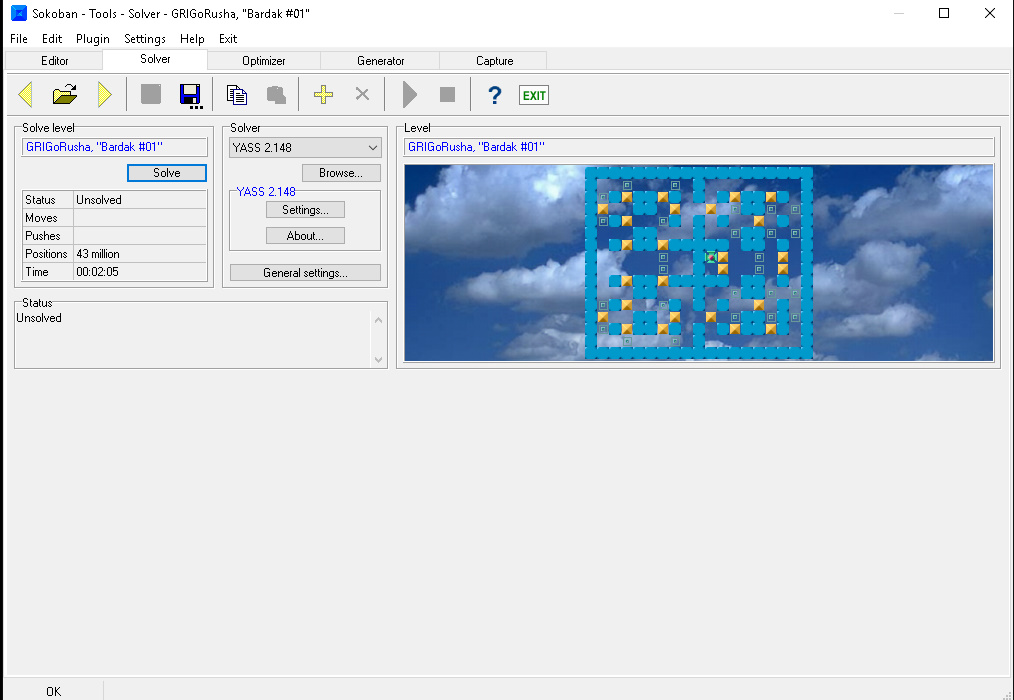 Sokoban - Tools - Solver - GRIGoRusha, "Bardak #01"
File Edit Plugin Settings Help Exit
Editor Solver Optimizer Generator Capture
? EXIT
Solve level
GRIGoRusha, "Bardak #01"
Solve
Status Unsolved
Moves
Pushes
Positions 43 million
Time 00:02:05
Solver
YASS 2.148
Browse...
YASS 2.148
Settings...
About...
General settings...
Level
GRIGoRusha, "Bardak #01"
Status
Unsolved
OK